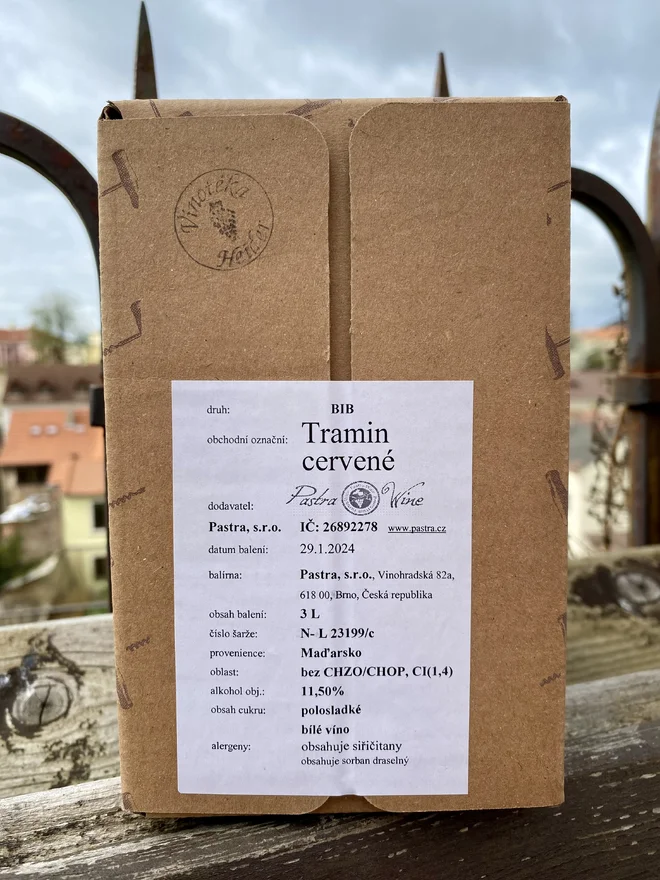 Vinotéka
Heiler
druh: BIB
obchodní označní: Tramin
cervené
dodavatel: Pastra Wine
Pastra, s.r.o. IČ: 26892278 www.pastra.cz
datum balení: 29.1.2024
balírna: Pastra, s.r.o., Vinohradská 82a,
618 00, Brno, Česká republika
obsah balení: 3 L
číslo šarže: N- L 23199/c
provenience: Maďarsko
oblast: bez CHZO/CHOP, CI(1,4)
alkohol obj.: 11,50%
obsah cukru: polosladké
bílé víno
alergeny: obsahuje siřičitany
obsahuje sorban draselný